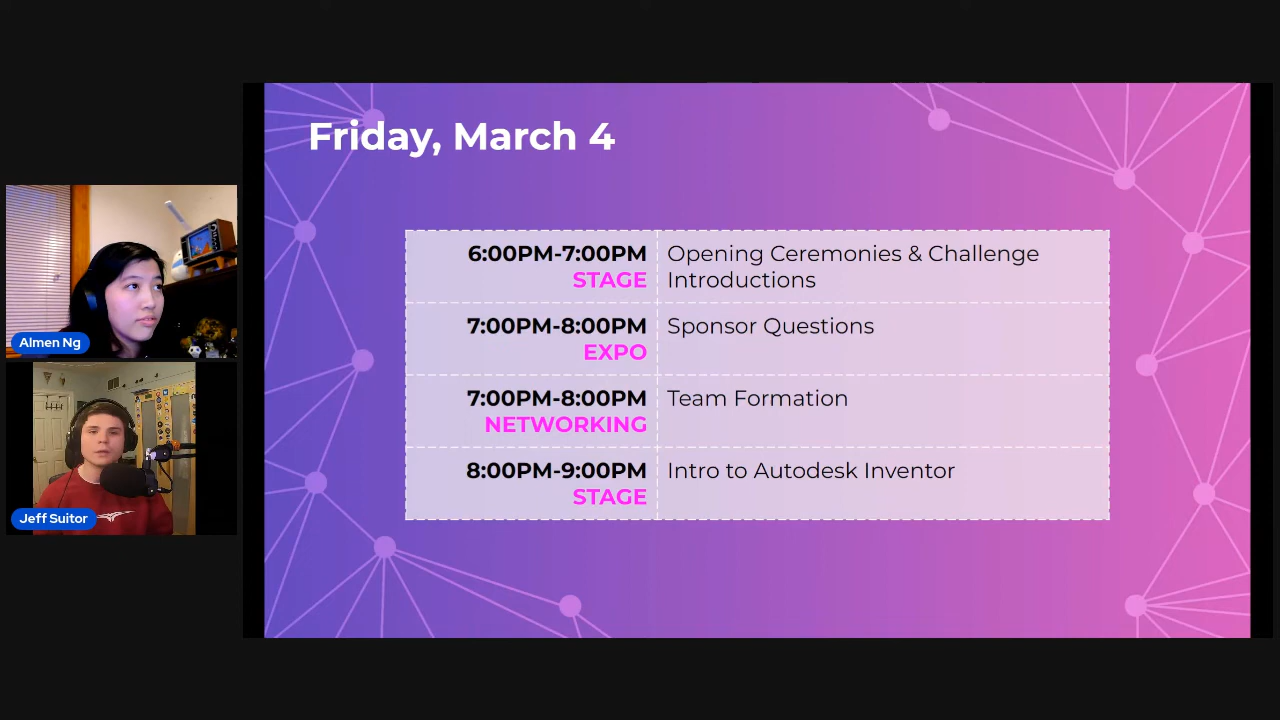 Friday, March 4
6:00PM-7:00PM
STAGE
Opening Ceremonies & Challenge
Introductions
7:00PM-8:00PM
EXPO
Sponsor Questions
7:00PM-8:00PM
NETWORKING
Team Formation
8:00PM-9:00PM
STAGE
Intro to Autodesk Inventor
Almen Ng
Jeff Suitor